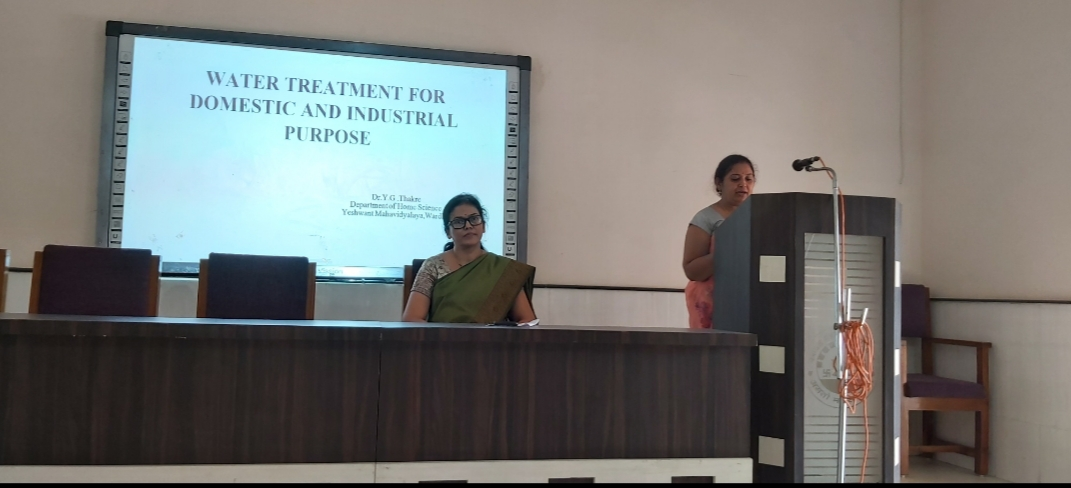 WATER TREATMENT FOR
DOMESTIC AND INDUSTRIAL
PURPOSE
Dr.Y.G .Thakre
Department of Home Science
Yeshwant Mahavidyalaya,